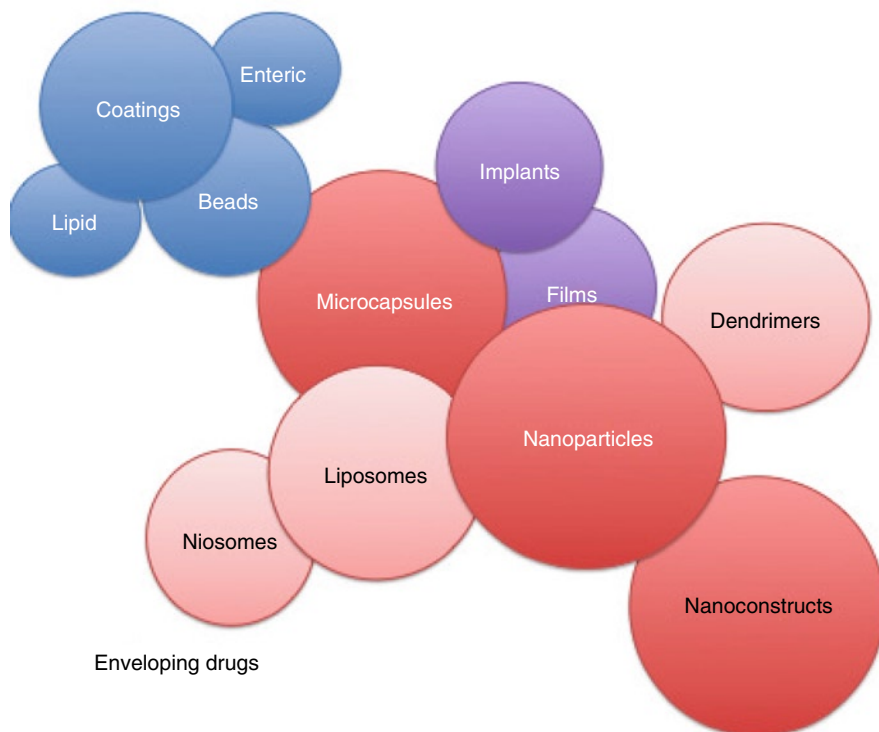 Enteric
Coatings
Implants
Beads
Lipid
Films
Microcapsules
Dendrimers
Nanoparticles
Liposomes
Niosomes
Nanoconstructs
Enveloping drugs